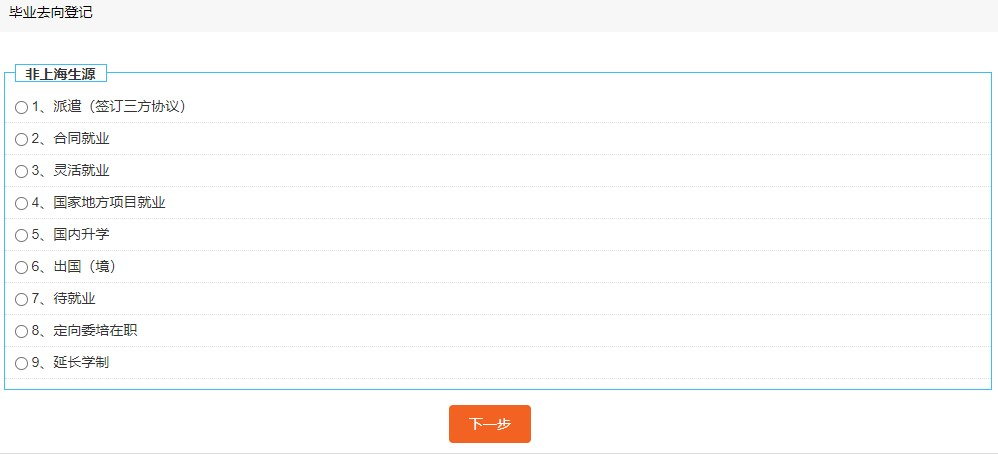 毕业去向登记
非上海生源
1、派遣（签订三方协议）
2、合同就业
3、灵活就业
4、国家地方项目就业
5、国内升学
6、出国（境）
7、待就业
8、定向委培在职
9、延长学制
下一步